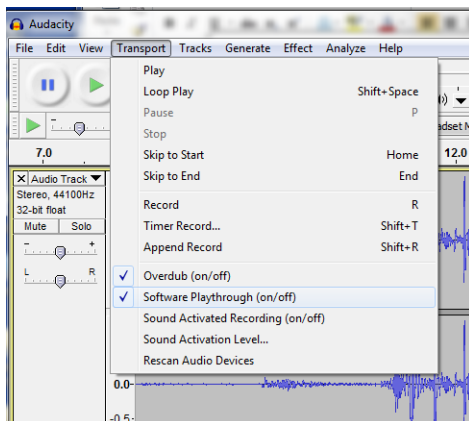 Audacity
File Edit View Transport Tracks Generate Effect Analyze Help
Play
Loop Play Shift+Space
Pause P
Stop
Skip to Start Home
Skip to End End
Record R
Timer Record... Shift+T
Append Record Shift+R
Overdub (on/off)
Software Playthrough (on/off)
Sound Activated Recording (on/off)
Sound Activation Level...
Rescan Audio Devices
7.0 12.0
Audio Track
Stereo, 44100Hz
32-bit float
Mute Solo
- +
L R
0.0
-0.5